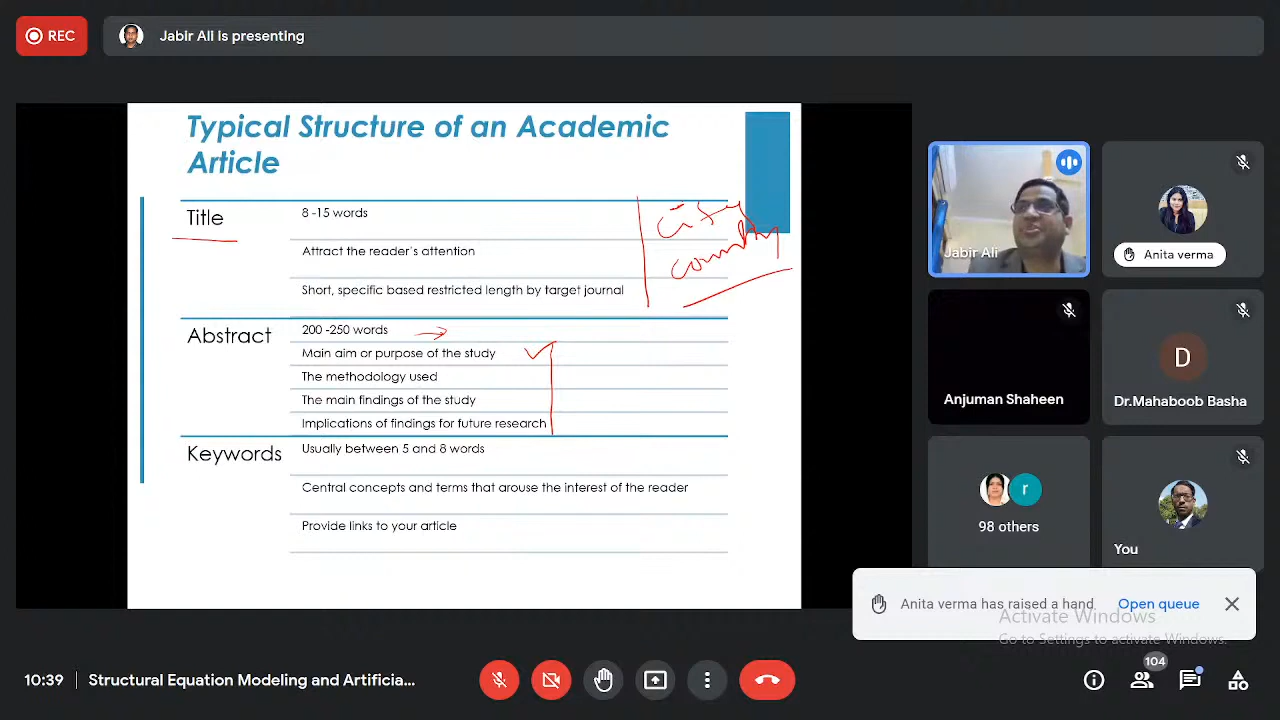 REC
Jabir Ali is presenting
Typical Structure of an Academic
Article
Title
8 -15 words
Attract the reader´s attention
Short, specific based restricted length by target journal
city
country
Abstract
200 -250 words
Main aim or purpose of the study
The methodology used
The main findings of the study
Implications of findings for future research
Keywords
Usually between 5 and 8 words
Central concepts and terms that arouse the interest of the reader
Provide links to your article
Jabir Ali
Anita verma
Anjuman Shaheen
D
Dr.Mahaboob Basha
r
98 others
You
Anita verma has raised a hand
Open queue
Activate Windows
Go to Settings to activate Windows.
10:39
Structural Equation Modeling and Artificia...
104